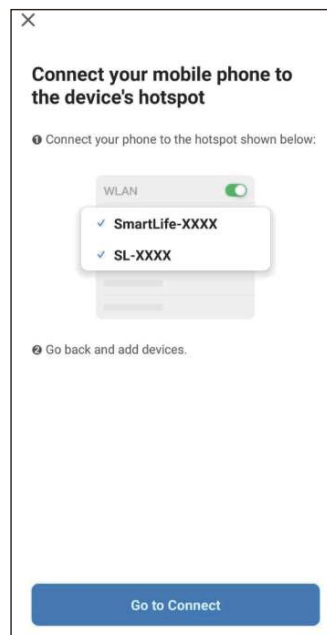 Connect your mobile phone to
the device's hotspot
❶ Connect your phone to the hotspot shown below:
WLAN
SmartLife-XXXX
SL-XXXX
❷ Go back and add devices.
Go to Connect